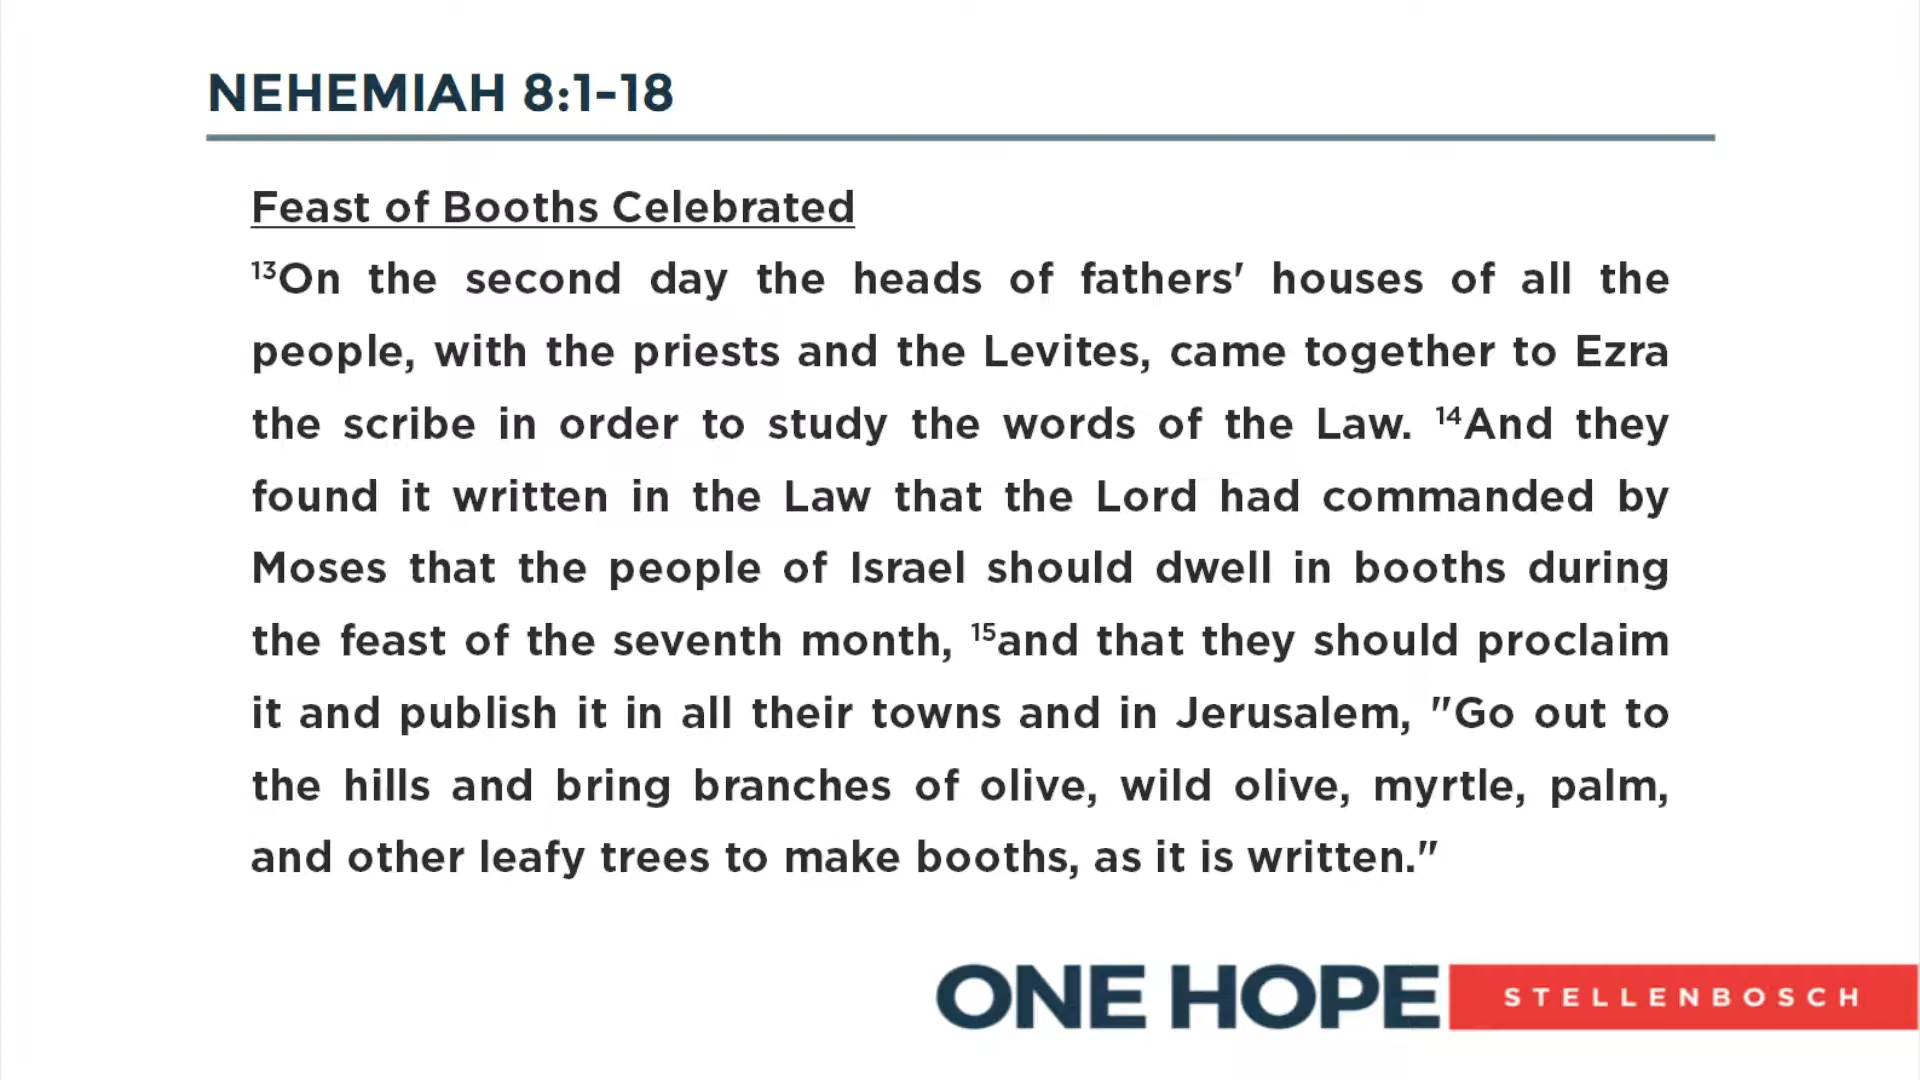 NEHEMIAH 8:1-18
Feast of Booths Celebrated
¹³On the second day the heads of fathers' houses of all the
people, with the priests and the Levites, came together to Ezra
the scribe in order to study the words of the Law. ¹⁴And they
found it written in the Law that the Lord had commanded by
Moses that the people of Israel should dwell in booths during
the feast of the seventh month, ¹⁵and that they should proclaim
it and publish it in all their towns and in Jerusalem, "Go out to
the hills and bring branches of olive, wild olive, myrtle, palm,
and other leafy trees to make booths, as it is written."
ONE HOPE STELLENBOSCH